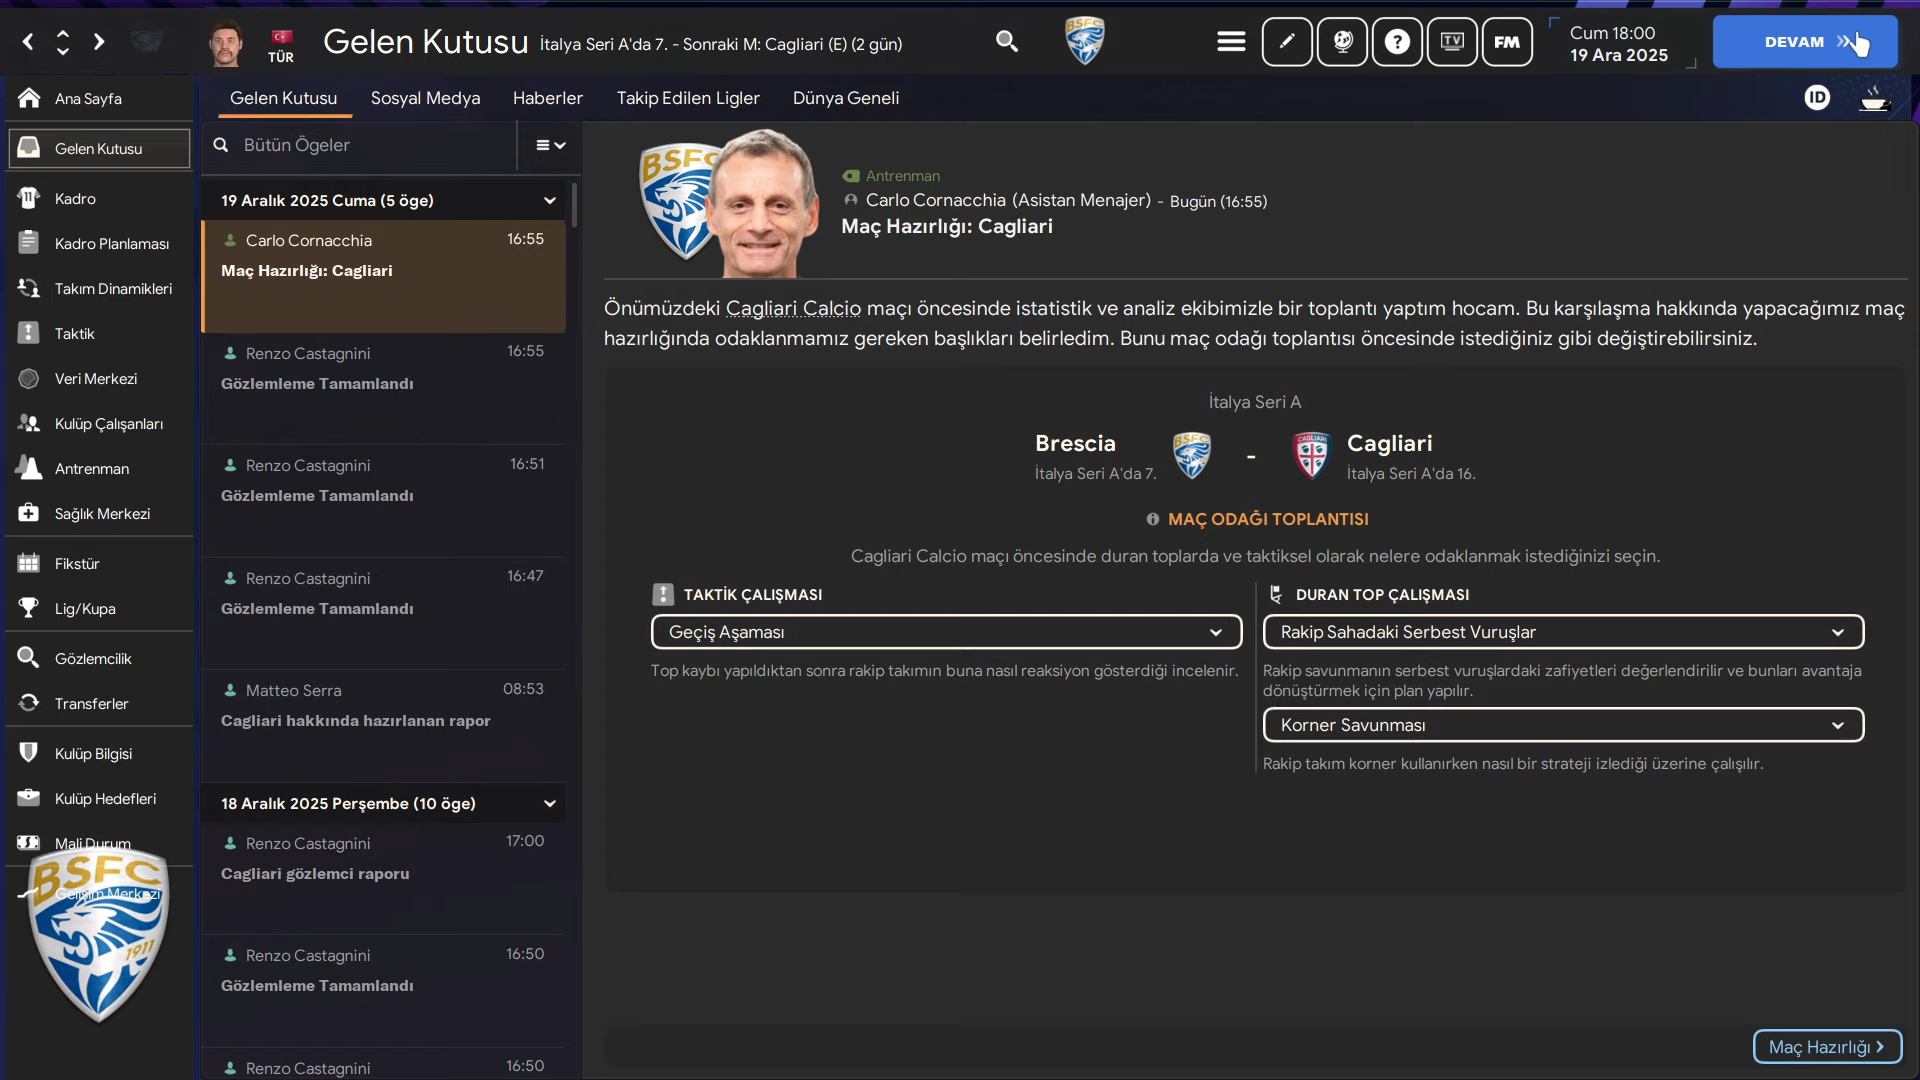 TÜR
Gelen Kutusu
İtalya Seri A'da 7. - Sonraki M: Cagliari (E) (2 gün)
BSFC
?
TV
FM
Cum 18:00
19 Ara 2025
DEVAM
Ana Sayfa
Gelen Kutusu
Kadro
Kadro Planlaması
Takım Dinamikleri
Taktik
Veri Merkezi
Kulüp Çalışanları
Antrenman
Sağlık Merkezi
Fikstür
Lig/Kupa
Gözlemcilik
Transferler
Kulüp Bilgisi
Kulüp Hedefleri
Mali Durum
Gelişim Merkezi
BSFC
1911
Gelen Kutusu
Sosyal Medya
Haberler
Takip Edilen Ligler
Dünya Geneli
ID
Bütün Ögeler
19 Aralık 2025 Cuma (5 öge)
Carlo Cornacchia 16:55
Maç Hazırlığı: Cagliari
Renzo Castagnini 16:55
Gözlemleme Tamamlandı
Renzo Castagnini 16:51
Gözlemleme Tamamlandı
Renzo Castagnini 16:47
Gözlemleme Tamamlandı
Matteo Serra 08:53
Cagliari hakkında hazırlanan rapor
18 Aralık 2025 Perşembe (10 öge)
Renzo Castagnini 17:00
Cagliari gözlemci raporu
Renzo Castagnini 16:50
Gözlemleme Tamamlandı
Renzo Castagnini 16:50
BSFC
Antrenman
Carlo Cornacchia (Asistan Menajer) - Bugün (16:55)
Maç Hazırlığı: Cagliari
Önümüzdeki Cagliari Calcio maçı öncesinde istatistik ve analiz ekibimizle bir toplantı yaptım hocam. Bu karşılaşma hakkında yapacağımız maç
hazırlığında odaklanmamız gereken başlıkları belirledim. Bunu maç odağı toplantısı öncesinde istediğiniz gibi değiştirebilirsiniz.
İtalya Seri A
Brescia
İtalya Seri A'da 7.
BSFC
-
CAGLIARI
Cagliari
İtalya Seri A'da 16.
MAÇ ODAĞI TOPLANTISI
Cagliari Calcio maçı öncesinde duran toplarda ve taktiksel olarak nelere odaklanmak istediğinizi seçin.
TAKTİK ÇALIŞMASI
Geçiş Aşaması
Top kaybı yapıldıktan sonra rakip takımın buna nasıl reaksiyon gösterdiği incelenir.
DURAN TOP ÇALIŞMASI
Rakip Sahadaki Serbest Vuruşlar
Rakip savunmanın serbest vuruşlardaki zafiyetleri değerlendirilir ve bunları avantaja
dönüştürmek için plan yapılır.
Korner Savunması
Rakip takım korner kullanırken nasıl bir strateji izlediği üzerine çalışılır.
Maç Hazırlığı